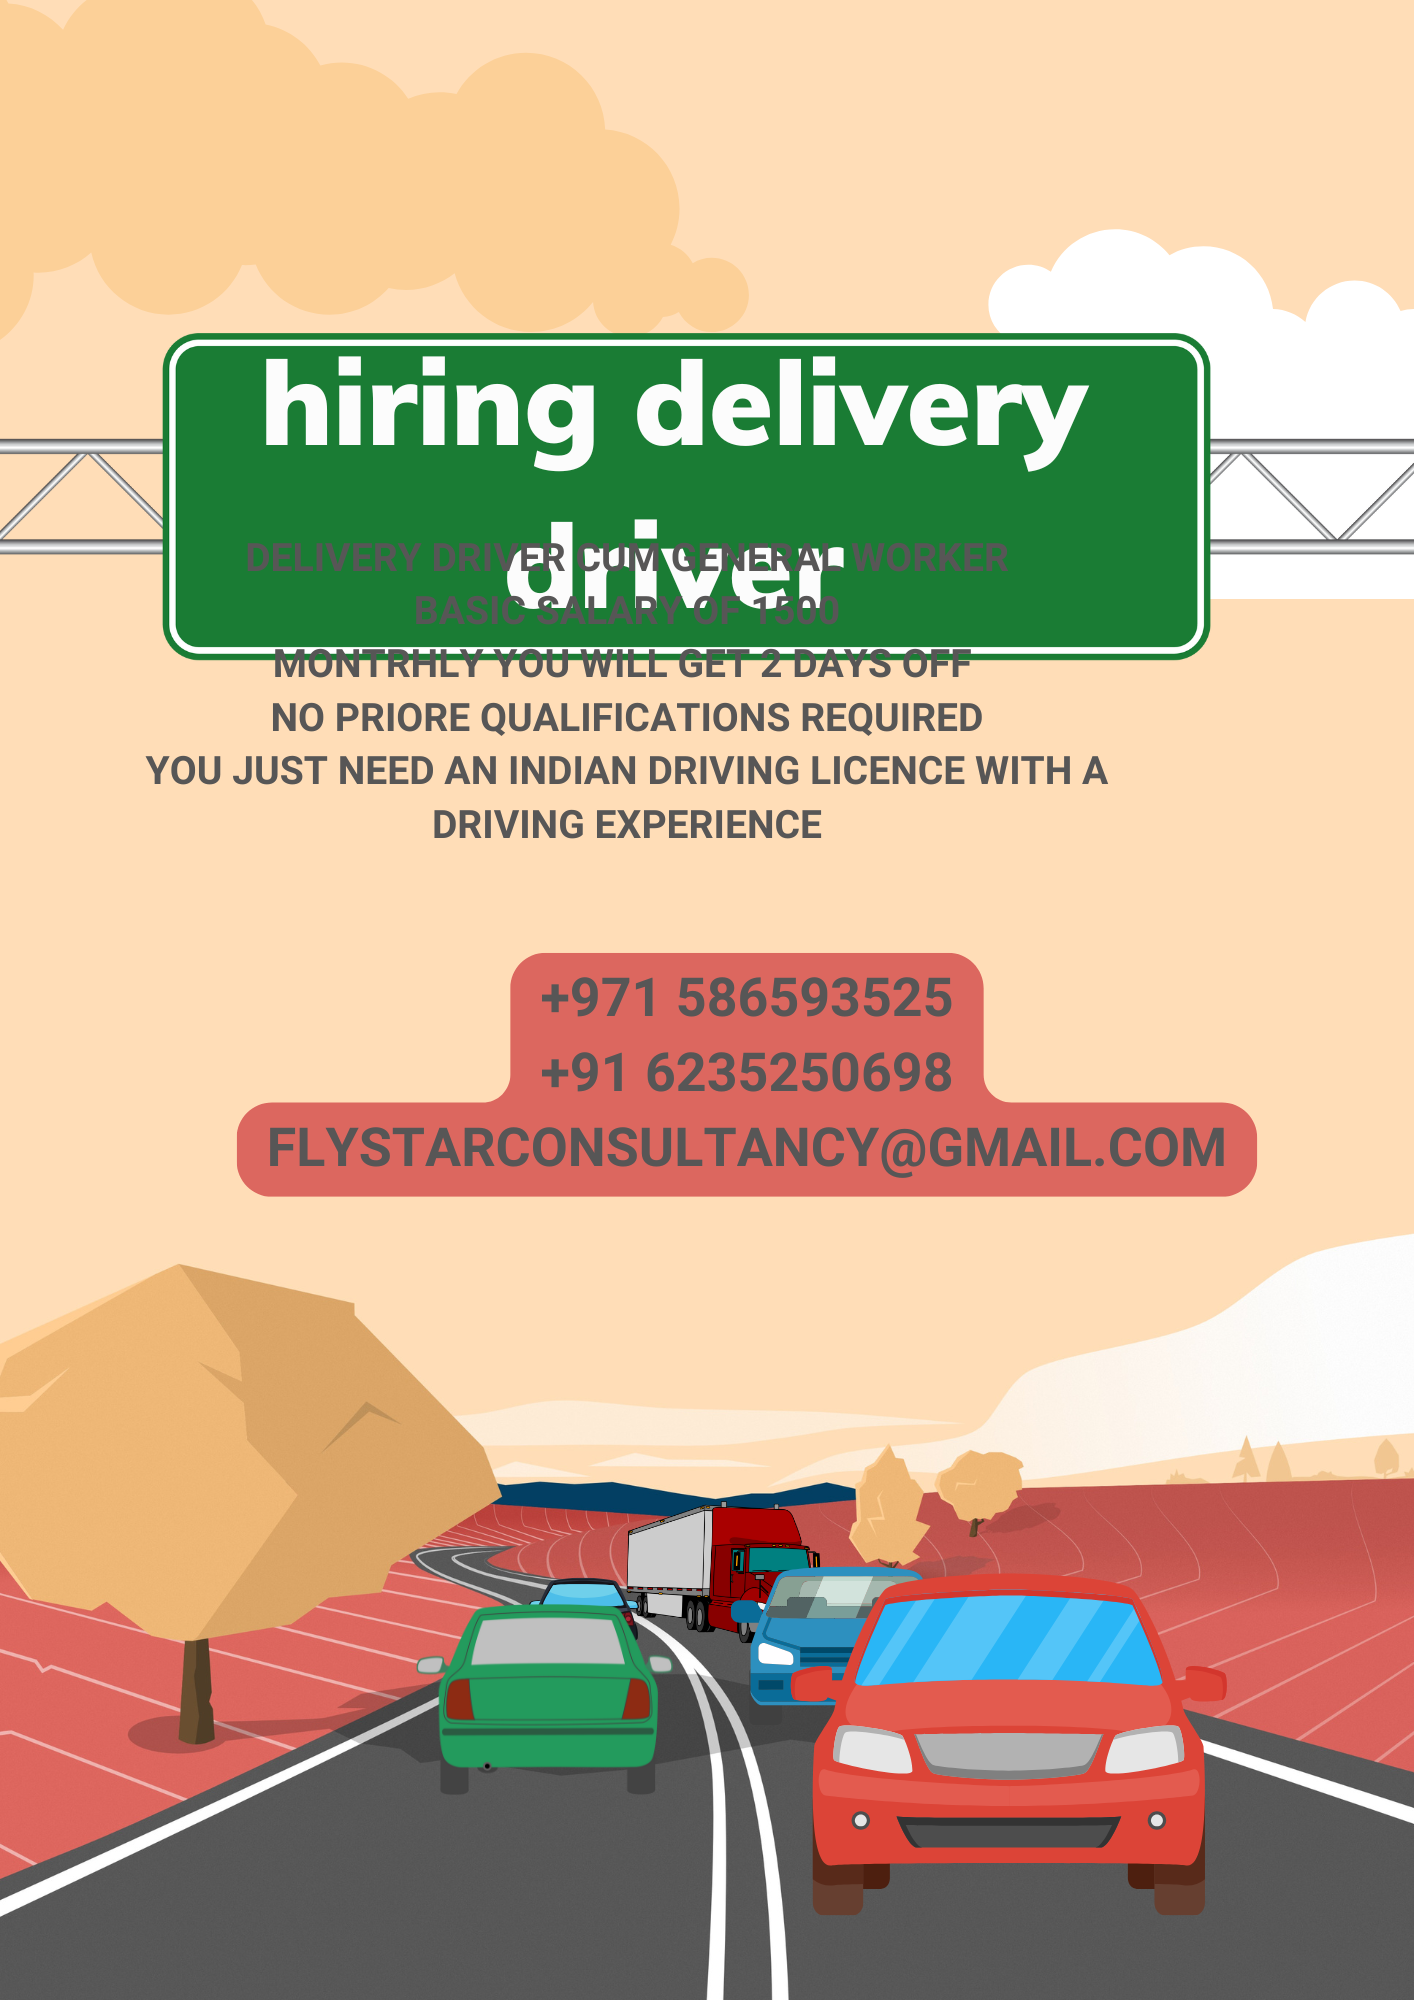 hiring delivery
driver
DELIVERY DRIVER CUM GENERAL WORKER
BASIC SALARY OF 1500
MONTRHLY YOU WILL GET 2 DAYS OFF
NO PRIORE QUALIFICATIONS REQUIRED
YOU JUST NEED AN INDIAN DRIVING LICENCE WITH A
DRIVING EXPERIENCE
+971 586593525
+91 6235250698
FLYSTARCONSULTANCY@GMAIL.COM